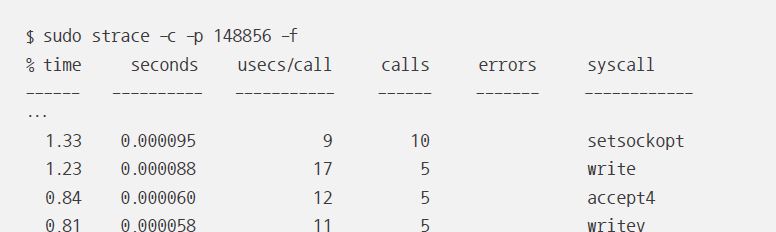 $ sudo strace -c -p 148856 -f
% time seconds usecs/call calls errors syscall
------ ---------- ----------- ------ ------- ------------
...
1.33 0.000095 9 10 setsockopt
1.23 0.000088 17 5 write
0.84 0.000060 12 5 accept4
0.81 0.000058 11 5 writev